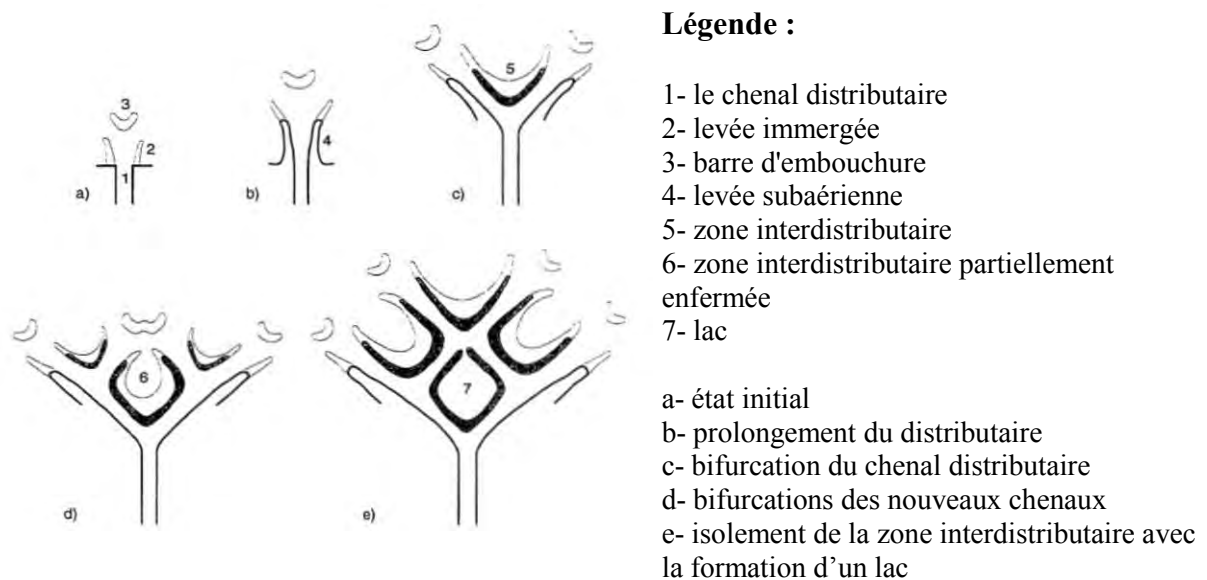 3
2
1
a)
4
b)
5
c)
6
d)
7
e)
Légende :
1- le chenal distributaire
2- levée immergée
3- barre d'embouchure
4- levée subaérienne
5- zone interdistributaire
6- zone interdistributaire partiellement
enfermée
7- lac
a- état initial
b- prolongement du distributaire
c- bifurcation du chenal distributaire
d- bifurcations des nouveaux chenaux
e- isolement de la zone interdistributaire avec
la formation d’un lac